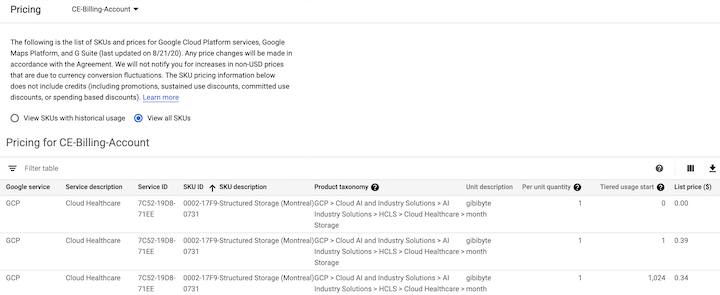 Pricing CE-Billing-Account
The following is the list of SKUs and prices for Google Cloud Platform services, Google
Maps Platform, and G Suite (last updated on 8/21/20). Any price changes will be made in
accordance with the Agreement. We will not notify you for increases in non-USD prices
that are due to currency conversion fluctuations. The SKU pricing information below
does not include credits (including promotions, sustained use discounts, committed use
discounts, or spending based discounts). Learn more
View SKUs with historical usage View all SKUs
Pricing for CE-Billing-Account
Filter table
Google service Service description Service ID SKU ID SKU description Product taxonomy Unit description Per unit quantity Tiered usage start List price ($)
GCP Cloud Healthcare 7C52-19D8- 0002-17F9- Structured Storage (Montreal) GCP > Cloud AI and Industry Solutions > AI gibibyte 1 0 0.00
71EE 0731 Industry Solutions > HCLS > Cloud Healthcare > month
Storage
GCP Cloud Healthcare 7C52-19D8- 0002-17F9- Structured Storage (Montreal) GCP > Cloud AI and Industry Solutions > AI gibibyte 1 1 0.39
71EE 0731 Industry Solutions > HCLS > Cloud Healthcare > month
Storage
GCP Cloud Healthcare 7C52-19D8- 0002-17F9- Structured Storage (Montreal) GCP > Cloud AI and Industry Solutions > AI gibibyte 1 1,024 0.34
71EE 0731 Industry Solutions > HCLS > Cloud Healthcare > month